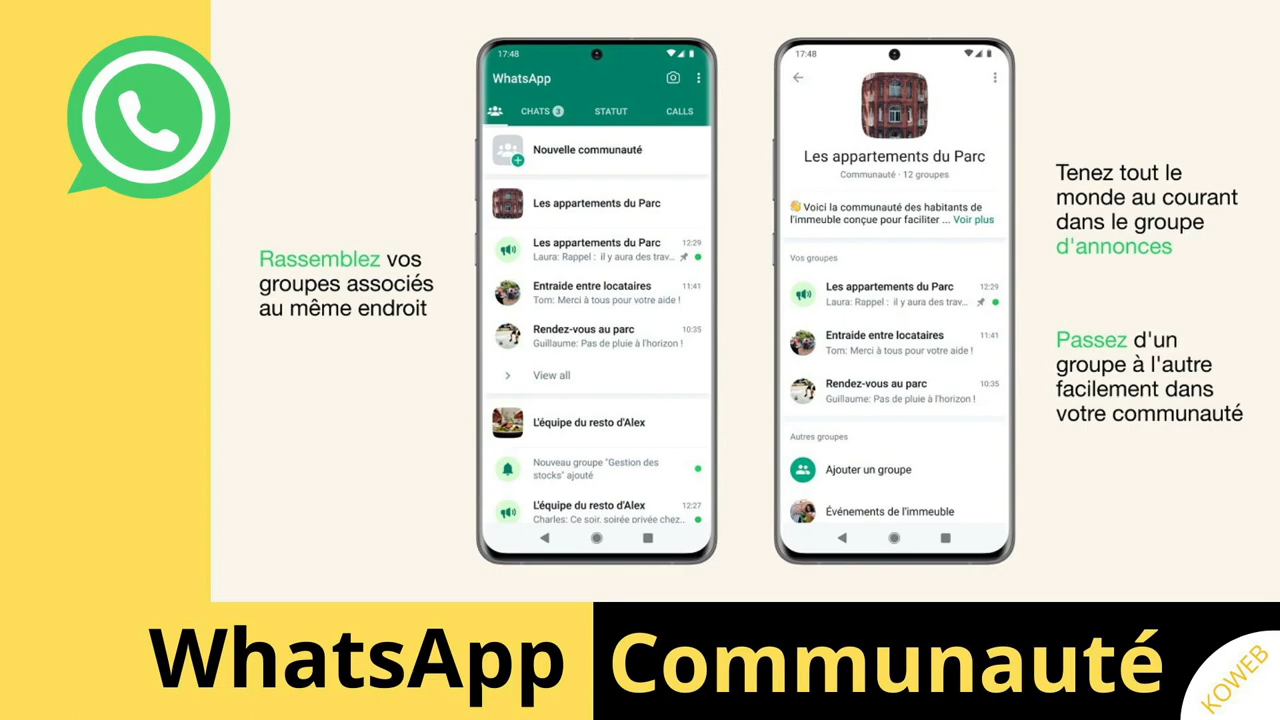 Rassemblez vos
groupes associés
au même endroit
17:48
WhatsApp
CHATS 3 STATUT CALLS
Nouvelle communauté
Les appartements du Parc
Les appartements du Parc 12:29
Laura: Rappel : il y aura des trav...
Entraide entre locataires 11:41
Tom: Merci à tous pour votre aide !
Rendez-vous au parc 10:35
Guillaume: Pas de pluie à l'horizon !
View all
L'équipe du resto d'Alex
Nouveau groupe "Gestion des
stocks" ajouté
L'équipe du resto d'Alex 12:27
Charles: Ce soir, soirée privée chez...
17:48
Les appartements du Parc
Communauté · 12 groupes
👋 Voici la communauté des habitants de
l'immeuble conçue pour faciliter ... Voir plus
Vos groupes
Les appartements du Parc 12:29
Laura: Rappel : il y aura des trav...
Entraide entre locataires 11:41
Tom: Merci à tous pour votre aide !
Rendez-vous au parc 10:35
Guillaume: Pas de pluie à l'horizon !
Autres groupes
Ajouter un groupe
Événements de l'immeuble
Tenez tout le
monde au courant
dans le groupe
d'annonces
Passez d'un
groupe à l'autre
facilement dans
votre communauté
WhatsApp Communauté
KOWEB